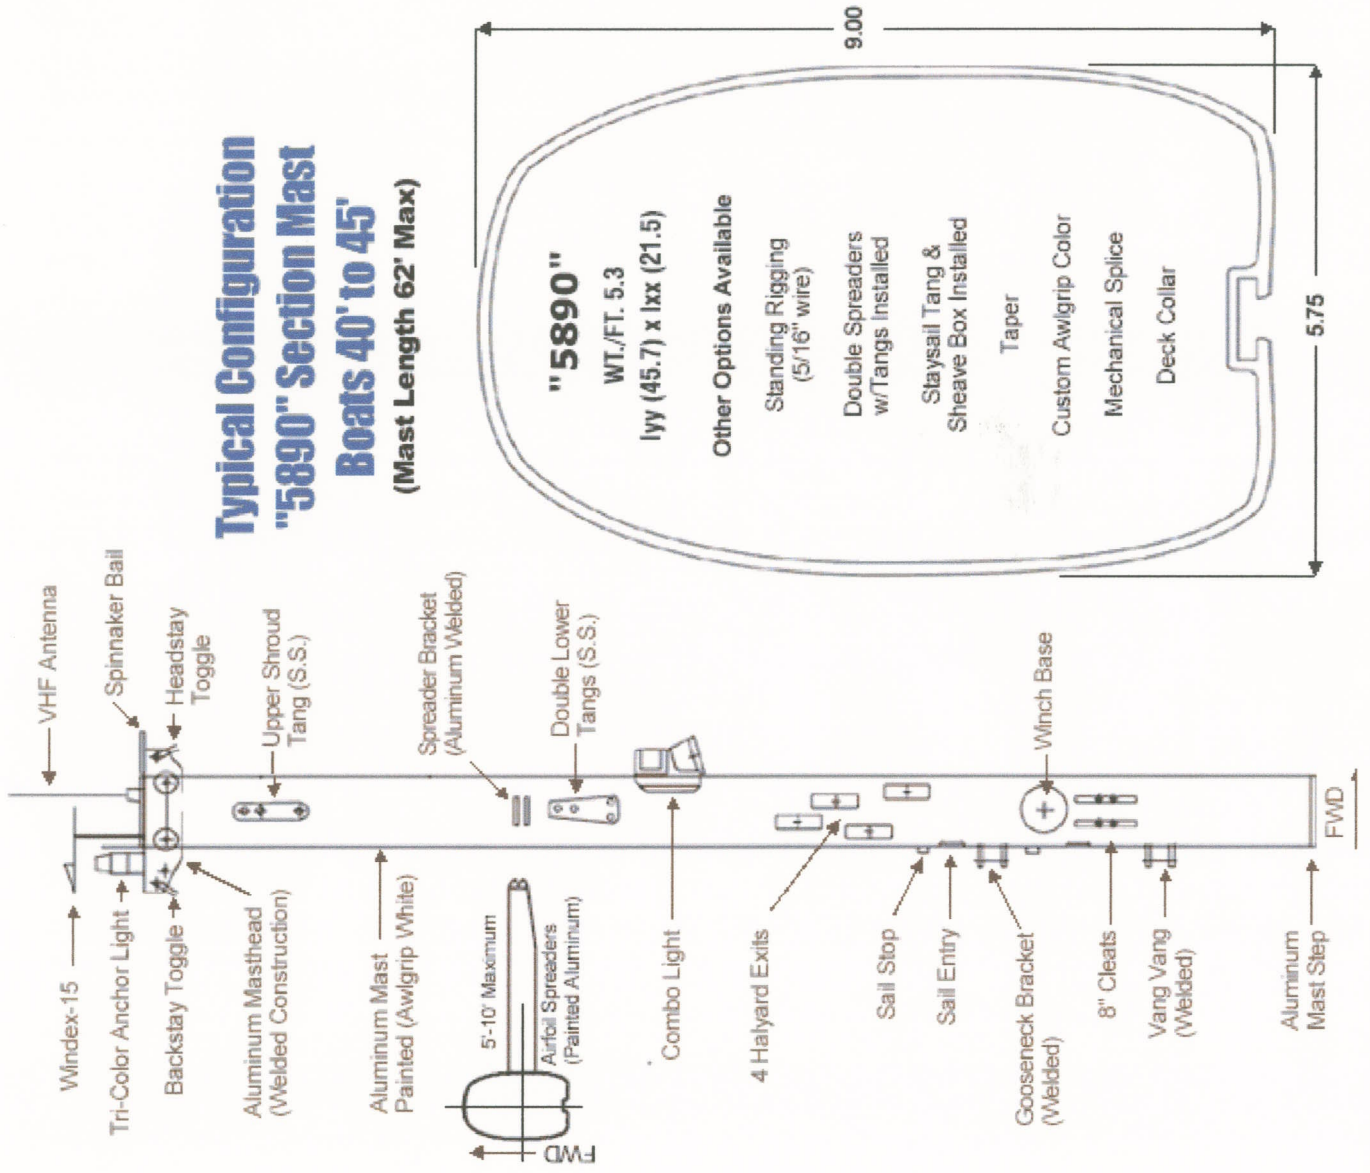 Typical Configuration
"5890" Section Mast
Boats 40' to 45'
(Mast Length 62' Max)
9.00
"5890"
WT./FT. 5.3
Iyy (45.7) x Ixx (21.5)
Other Options Available
Standing Rigging
(5/16" wire)
Double Spreaders
w/Tangs Installed
Staysail Tang &
Sheave Box Installed
Taper
Custom Awlgrip Color
Mechanical Splice
Deck Collar
5.75
VHF Antenna
Spinnaker Bail
Headstay
Toggle
Upper Shroud
Tang (S.S.)
Spreader Bracket
(Aluminum Welded)
Double Lower
Tangs (S.S.)
Winch Base
FWD
Windex-15
Tri-Color Anchor Light
Backstay Toggle
Aluminum Masthead
(Welded Construction)
Aluminum Mast
Painted (Awlgrip White)
5'-10' Maximum
Airfoil Spreaders
(Painted Aluminum)
FWD
Combo Light
4 Halyard Exits
Sail Stop
Sail Entry
Gooseneck Bracket
(Welded)
8" Cleats
Vang Vang
(Welded)
Aluminum
Mast Step